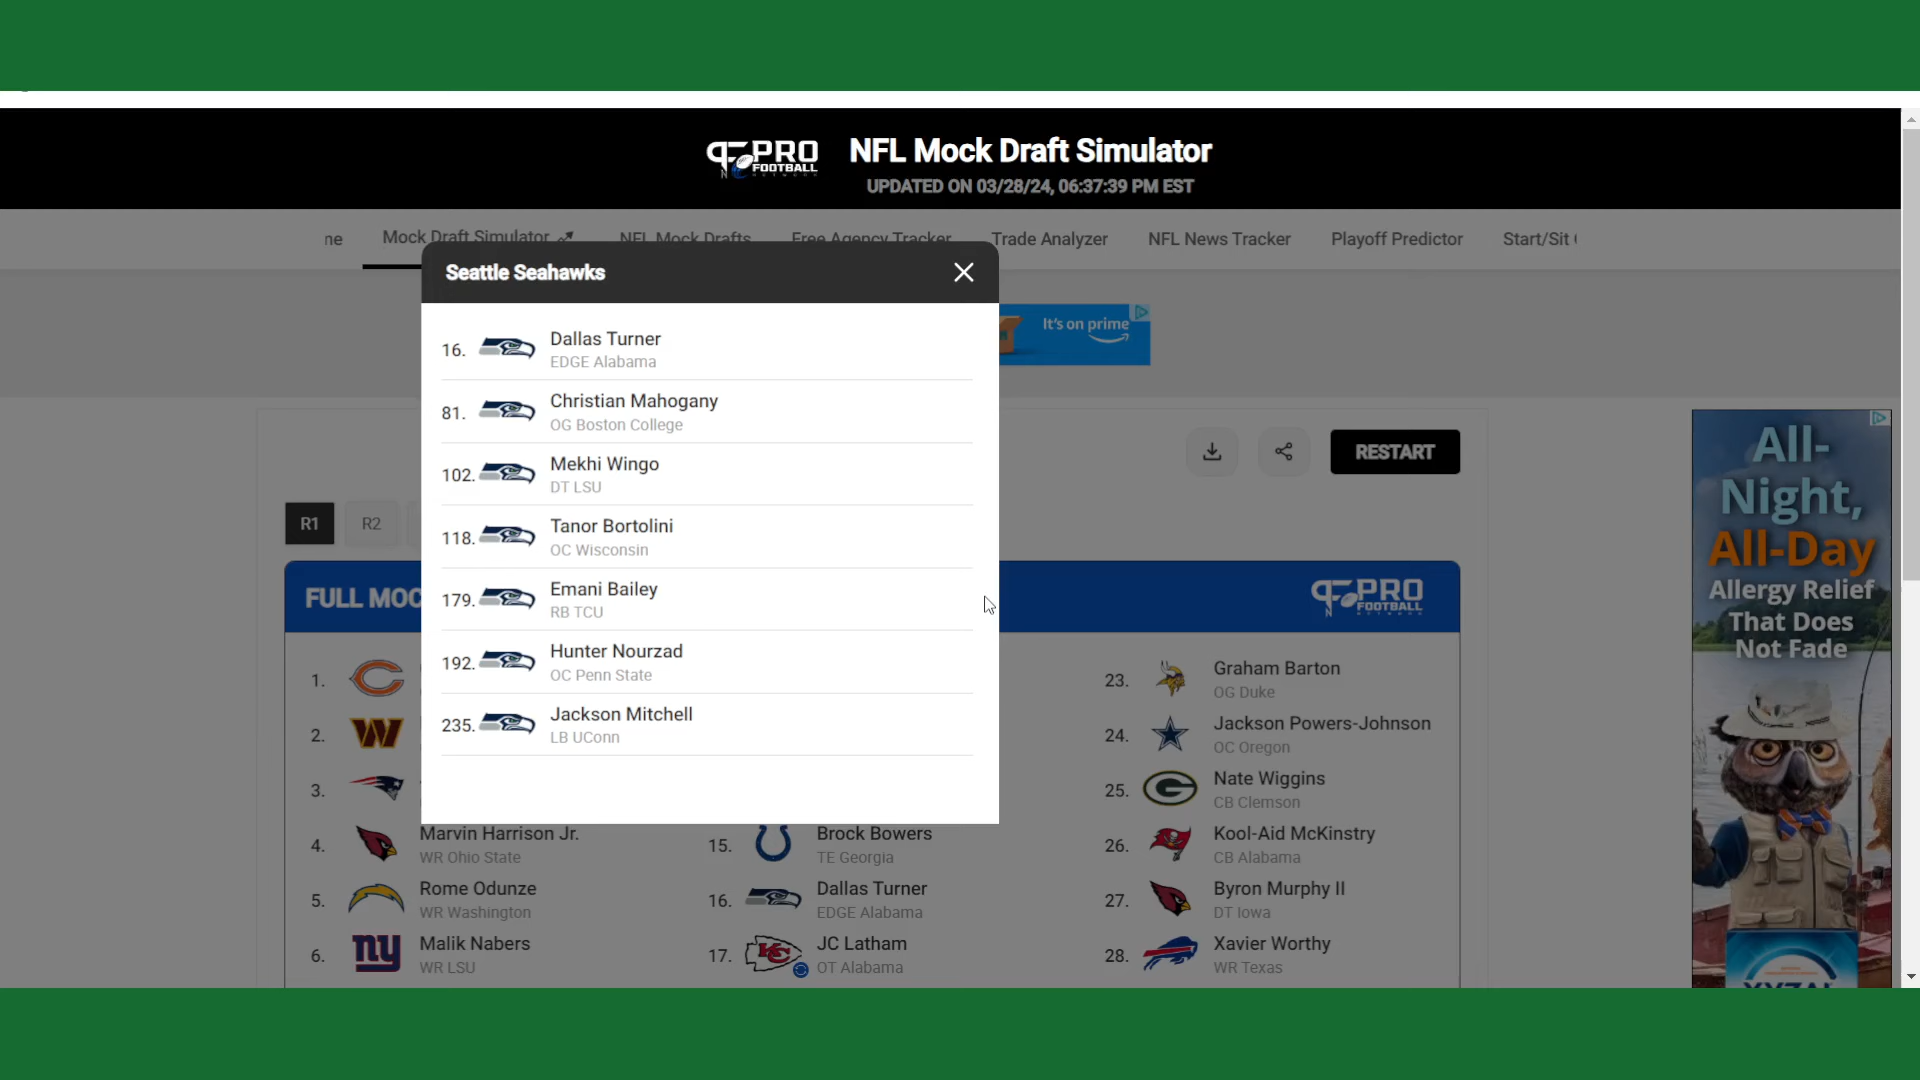 PRO
FOOTBALL
NETWORK
NFL Mock Draft Simulator
UPDATED ON 03/28/24, 06:37:39 PM EST
ne
Mock Draft Simulator
NFL Mock Drafts
Free Agency Tracker
Trade Analyzer
NFL News Tracker
Playoff Predictor
Start/Sit
Seattle Seahawks
It's on prime
16.
Dallas Turner
EDGE Alabama
81.
Christian Mahogany
OG Boston College
102.
Mekhi Wingo
DT LSU
118.
Tanor Bortolini
OC Wisconsin
179.
Emani Bailey
RB TCU
192.
Hunter Nourzad
OC Penn State
235.
Jackson Mitchell
LB UConn
RESTART
R1
R2
FULL MOC
PRO
FOOTBALL
1.
2.
3.
4.
Marvin Harrison Jr.
WR Ohio State
5.
Rome Odunze
WR Washington
6.
ny
Malik Nabers
WR LSU
15.
Brock Bowers
TE Georgia
16.
Dallas Turner
EDGE Alabama
17.
KC
JC Latham
OT Alabama
23.
Graham Barton
OG Duke
24.
Jackson Powers-Johnson
OC Oregon
25.
Nate Wiggins
CB Clemson
26.
Kool-Aid McKinstry
CB Alabama
27.
Byron Murphy II
DT Iowa
28.
Xavier Worthy
WR Texas
All-
Night,
All-Day
Allergy Relief
That Does
Not Fade